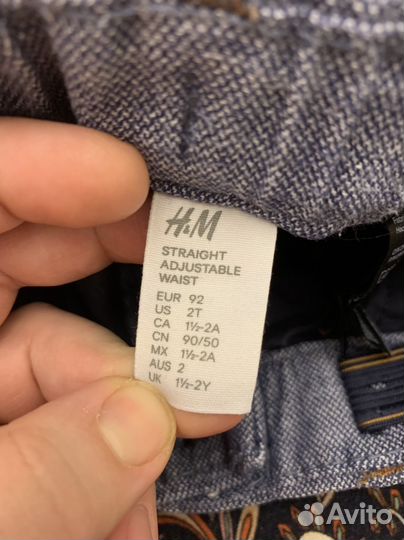 H&M
STRAIGHT
ADJUSTABLE
WAIST
EUR 92
US 2T
CA 1½-2A
CN 90/50
MX 1½-2A
AUS 2
UK 1½-2Y
Avito